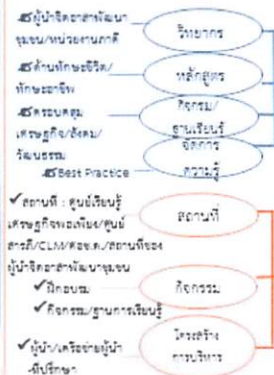 ผู้นำจิตอาสาพัฒนา
ชุมชน/หน่วยงานภาคี
วิทยากร
ด้านทักษะชีวิต/
ทักษะอาชีพ
หลักสูตร
ครอบคลุม
เศรษฐกิจ/สังคม/
วัฒนธรรม
กิจกรรม/
ฐานเรียนรู้
จัดการ
ความรู้
Best Practice
✓สถานที่ : ศูนย์เรียนรู้
เศรษฐกิจพอเพียง/ศูนย์
สารภี/CLM/ศอช.ต./สถานที่ของ
ผู้นำจิตอาสาพัฒนาชุมชน
สถานที่
✓ฝึกอบรม
✓กิจกรรม/ฐานการเรียนรู้
กิจกรรม
✓ผู้นำ/เครือข่ายผู้นำ
-ที่ปรึกษา
โครงสร้าง
การบริหาร